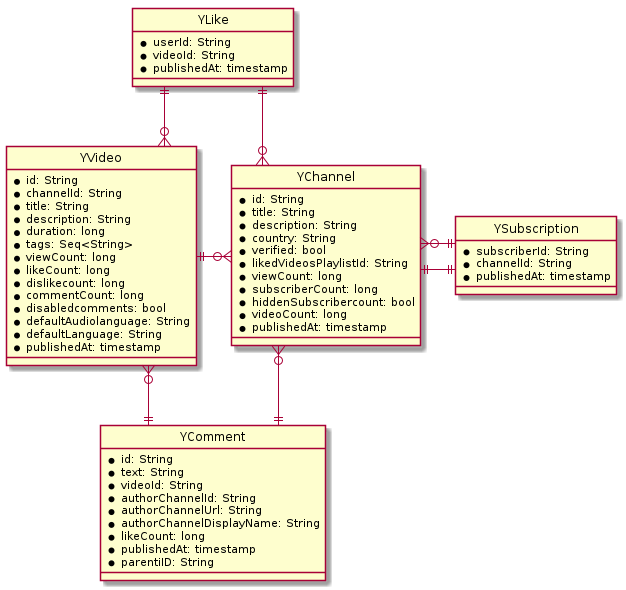 YLike
userId: String
videoId: String
publishedAt: timestamp
YVideo
id: String
channelId: String
title: String
description: String
duration: long
tags: Seq<String>
viewCount: long
likeCount: long
dislikecount: long
commentCount: long
disabledcomments: bool
defaultAudiolanguage: String
defaultLanguage: String
publishedAt: timestamp
YChannel
id: String
title: String
description: String
country: String
verified: bool
likedVideosPlaylistId: String
viewCount: long
subscriberCount: long
hiddenSubscribercount: bool
videoCount: long
publishedAt: timestamp
YSubscription
subscriberId: String
channelId: String
publishedAt: timestamp
YComment
id: String
text: String
videoId: String
authorChannelId: String
authorChannelUrl: String
authorChannelDisplayName: String
likeCount: long
publishedAt: timestamp
parentiID: String